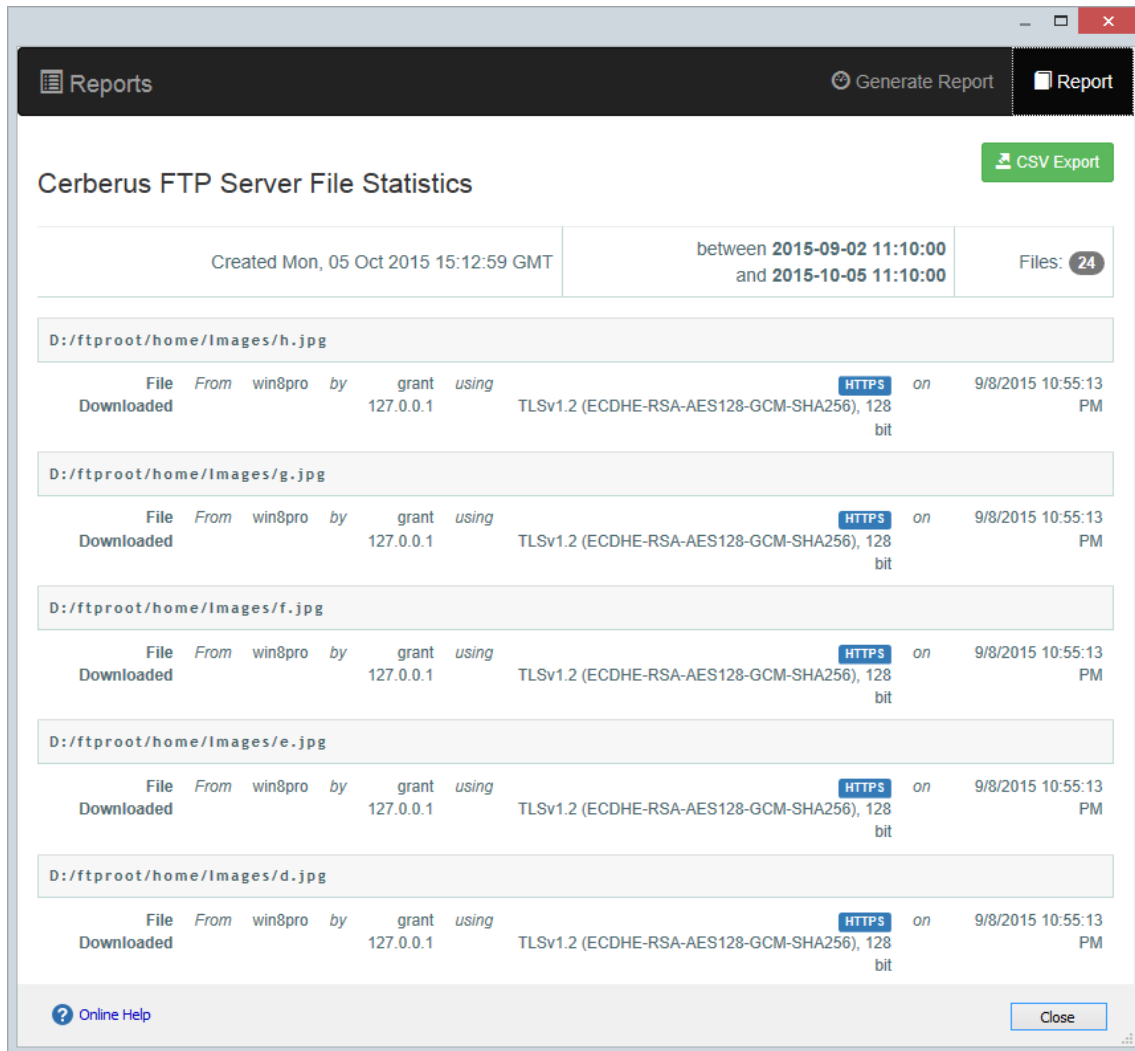 Reports
Generate Report
Report
CSV Export
Cerberus FTP Server File Statistics
Created Mon, 05 Oct 2015 15:12:59 GMT
between 2015-09-02 11:10:00
and 2015-10-05 11:10:00
Files: 24
D:/ftproot/home/Images/h.jpg
File From win8pro by grant using HTTPS on 9/8/2015 10:55:13
Downloaded 127.0.0.1 TLSv1.2 (ECDHE-RSA-AES128-GCM-SHA256), 128 PM
bit
D:/ftproot/home/Images/g.jpg
File From win8pro by grant using HTTPS on 9/8/2015 10:55:13
Downloaded 127.0.0.1 TLSv1.2 (ECDHE-RSA-AES128-GCM-SHA256), 128 PM
bit
D:/ftproot/home/Images/f.jpg
File From win8pro by grant using HTTPS on 9/8/2015 10:55:13
Downloaded 127.0.0.1 TLSv1.2 (ECDHE-RSA-AES128-GCM-SHA256), 128 PM
bit
D:/ftproot/home/Images/e.jpg
File From win8pro by grant using HTTPS on 9/8/2015 10:55:13
Downloaded 127.0.0.1 TLSv1.2 (ECDHE-RSA-AES128-GCM-SHA256), 128 PM
bit
D:/ftproot/home/Images/d.jpg
File From win8pro by grant using HTTPS on 9/8/2015 10:55:13
Downloaded 127.0.0.1 TLSv1.2 (ECDHE-RSA-AES128-GCM-SHA256), 128 PM
bit
Online Help
Close